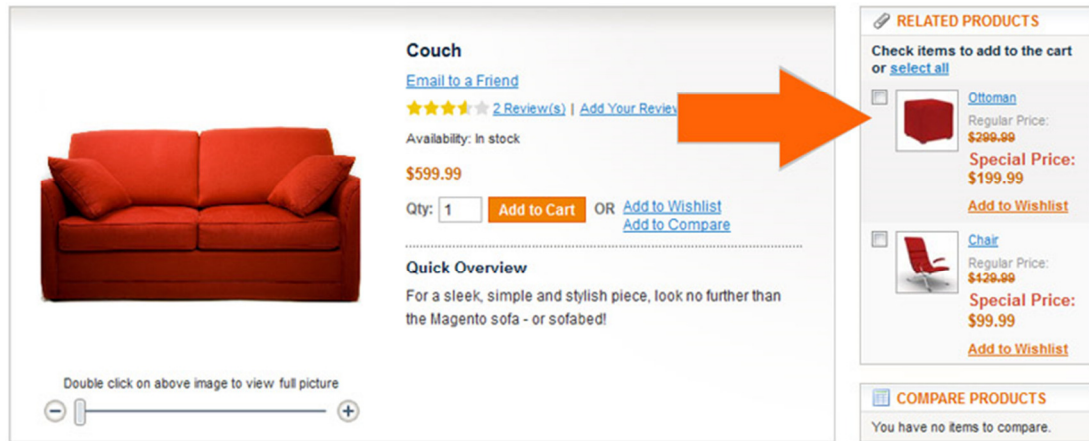 Couch
Email to a Friend
2 Review(s) | Add Your Review
Availability: In stock
$599.99
Qty: 1 Add to Cart OR Add to Wishlist
Add to Compare
Quick Overview
For a sleek, simple and stylish piece, look no further than
the Magento sofa - or sofabed!
Double click on above image to view full picture
RELATED PRODUCTS
Check items to add to the cart
or select all
Ottoman
Regular Price:
$299.99
Special Price:
$199.99
Add to Wishlist
Chair
Regular Price:
$129.99
Special Price:
$99.99
Add to Wishlist
COMPARE PRODUCTS
You have no items to compare.